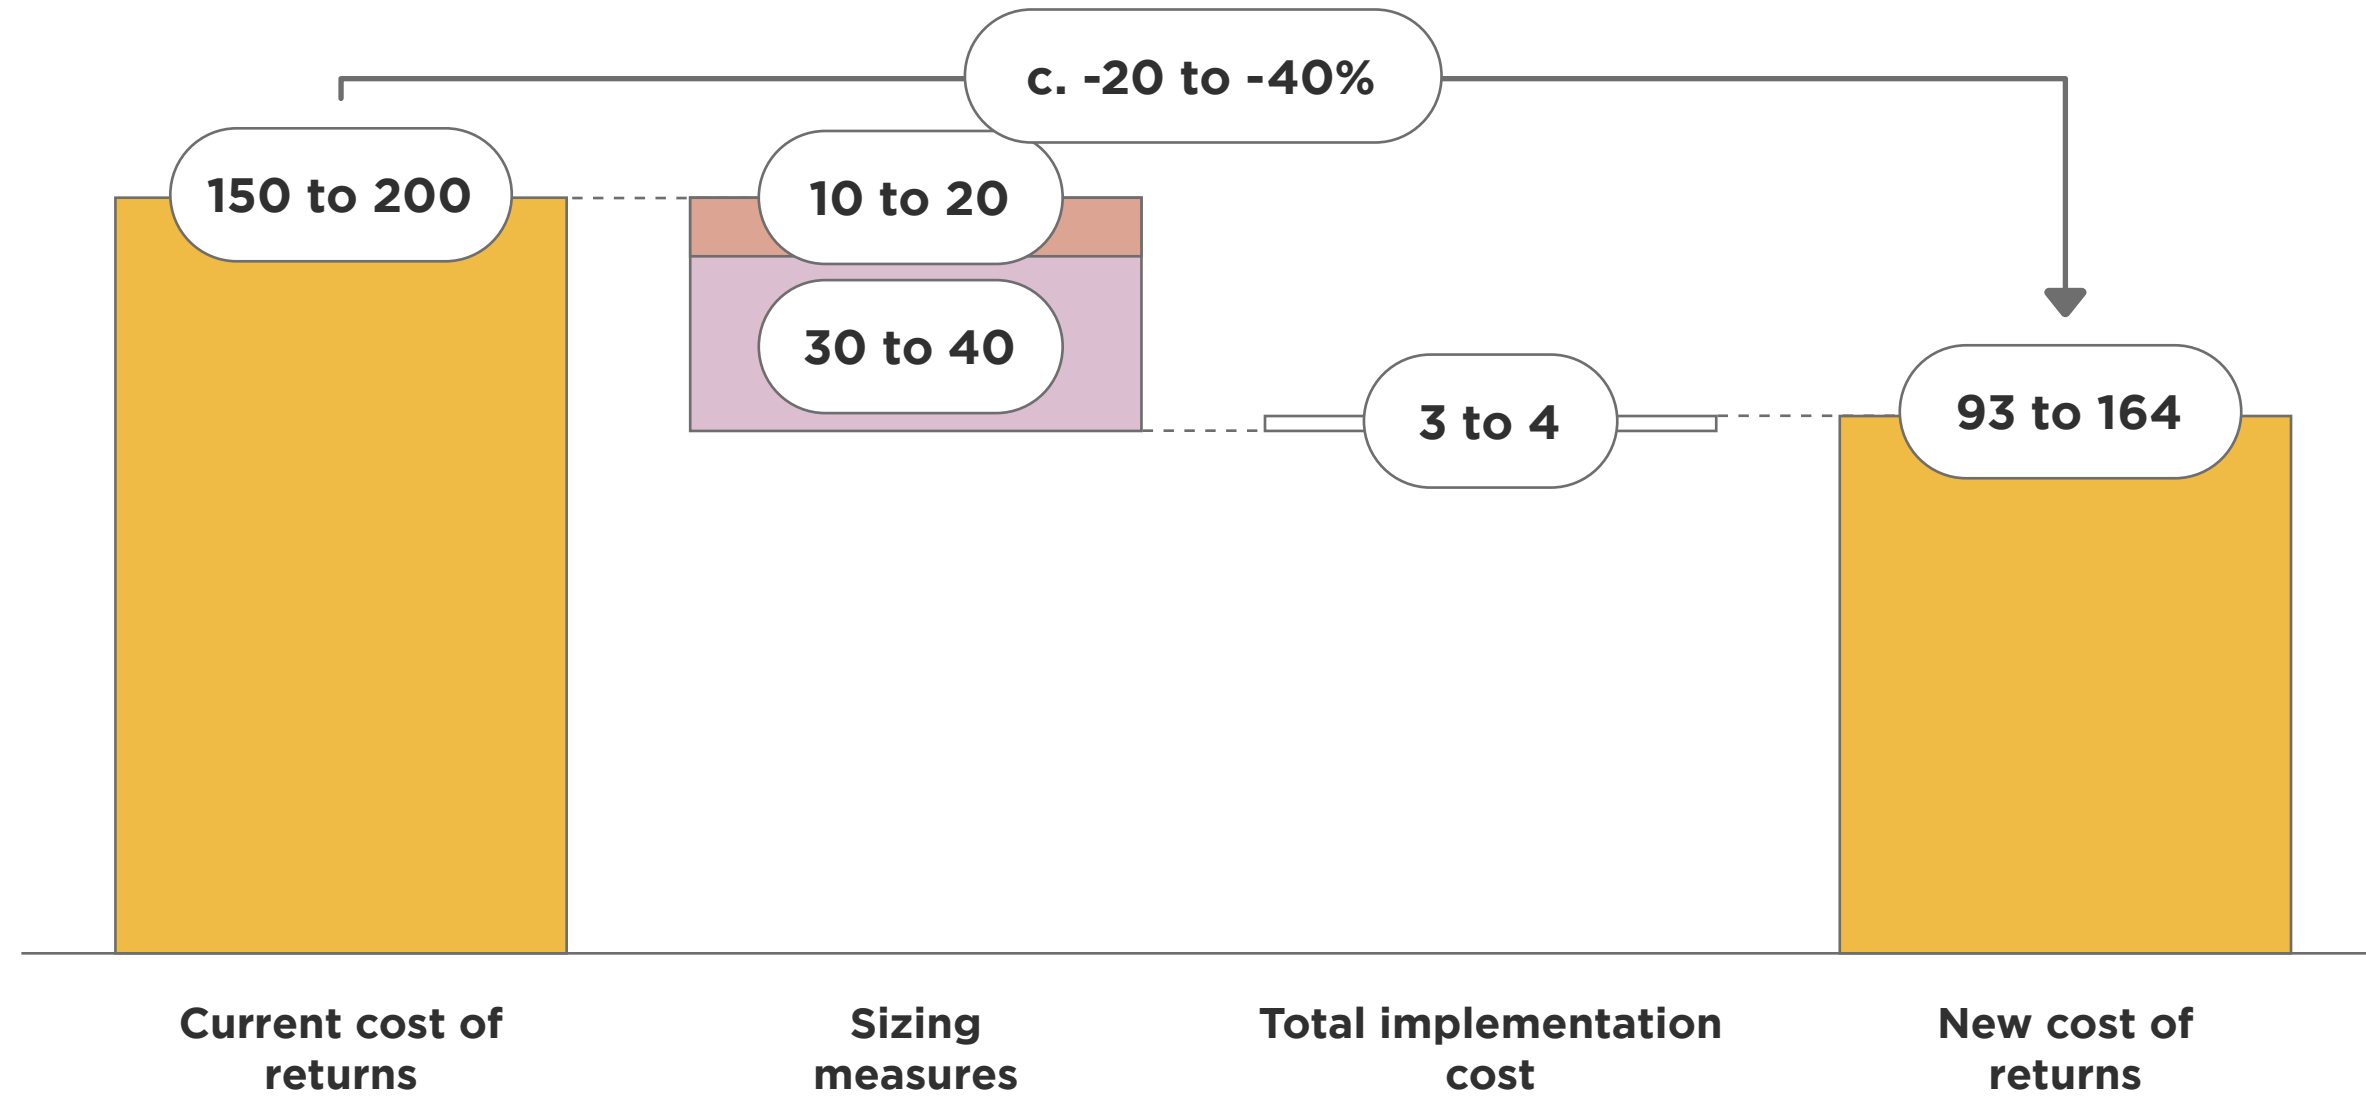 c. -20 to -40%
150 to 200
10 to 20
30 to 40
3 to 4
93 to 164
Current cost of
returns
Sizing
measures
Total implementation
cost
New cost of
returns